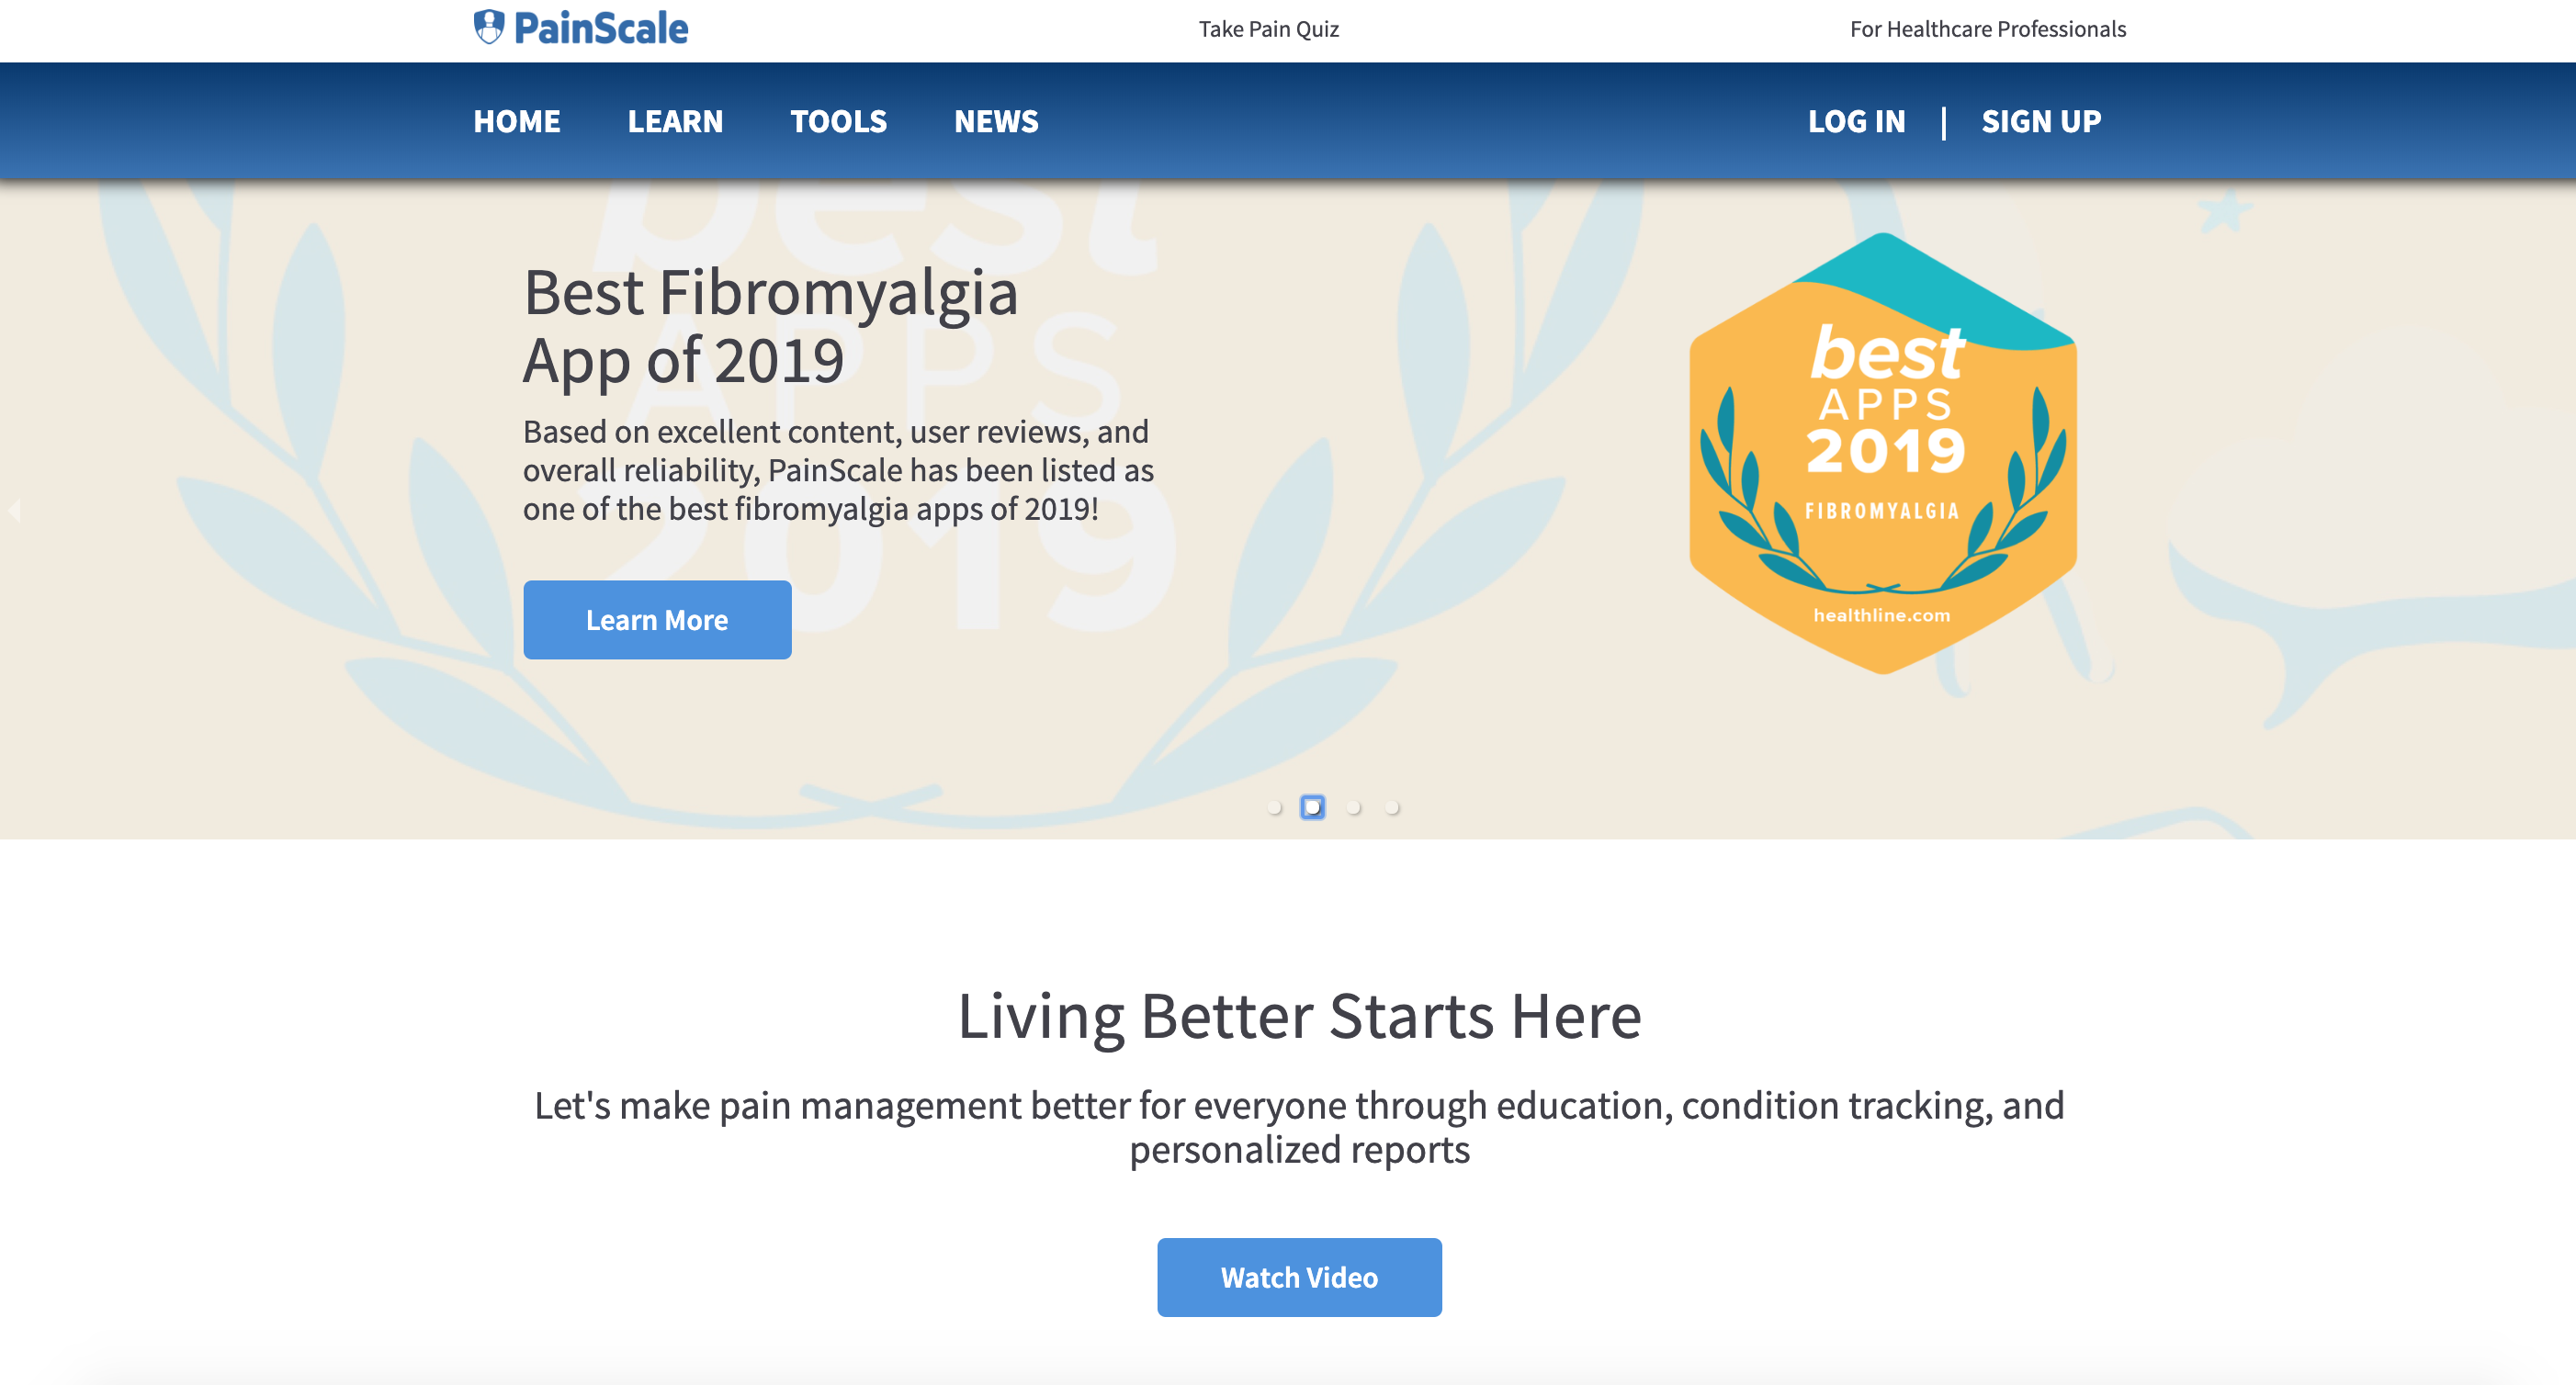 PainScale
Take Pain Quiz
For Healthcare Professionals
HOME
LEARN
TOOLS
NEWS
LOG IN | SIGN UP
best
APPS
2019
Best Fibromyalgia
App of 2019
Based on excellent content, user reviews, and
overall reliability, PainScale has been listed as
one of the best fibromyalgia apps of 2019!
Learn More
best
APPS
2019
FIBROMYALGIA
healthline.com
Living Better Starts Here
Let's make pain management better for everyone through education, condition tracking, and
personalized reports
Watch Video